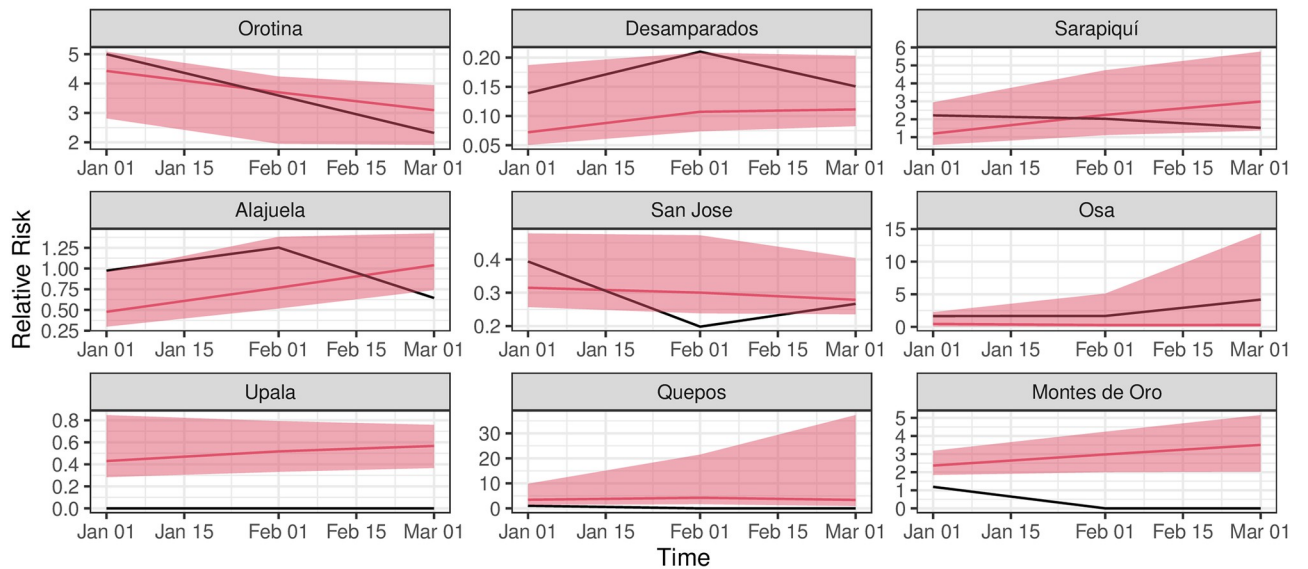 Orotina
Desamparados
Sarapiquí
5
4
3
2
0.20
0.15
0.10
0.05
6
5
4
3
2
1
Jan 01 Jan 15 Feb 01 Feb 15 Mar 01
Jan 01 Jan 15 Feb 01 Feb 15 Mar 01
Jan 01 Jan 15 Feb 01 Feb 15 Mar 01
Relative Risk
Alajuela
San Jose
Osa
1.25
1.00
0.75
0.50
0.25
0.4
0.3
0.2
15
10
5
0
Jan 01 Jan 15 Feb 01 Feb 15 Mar 01
Jan 01 Jan 15 Feb 01 Feb 15 Mar 01
Jan 01 Jan 15 Feb 01 Feb 15 Mar 01
Upala
Quepos
Montes de Oro
0.8
0.6
0.4
0.2
0.0
30
20
10
0
5
4
3
2
1
0
Jan 01 Jan 15 Feb 01 Feb 15 Mar 01
Jan 01 Jan 15 Feb 01 Feb 15 Mar 01
Jan 01 Jan 15 Feb 01 Feb 15 Mar 01
Time